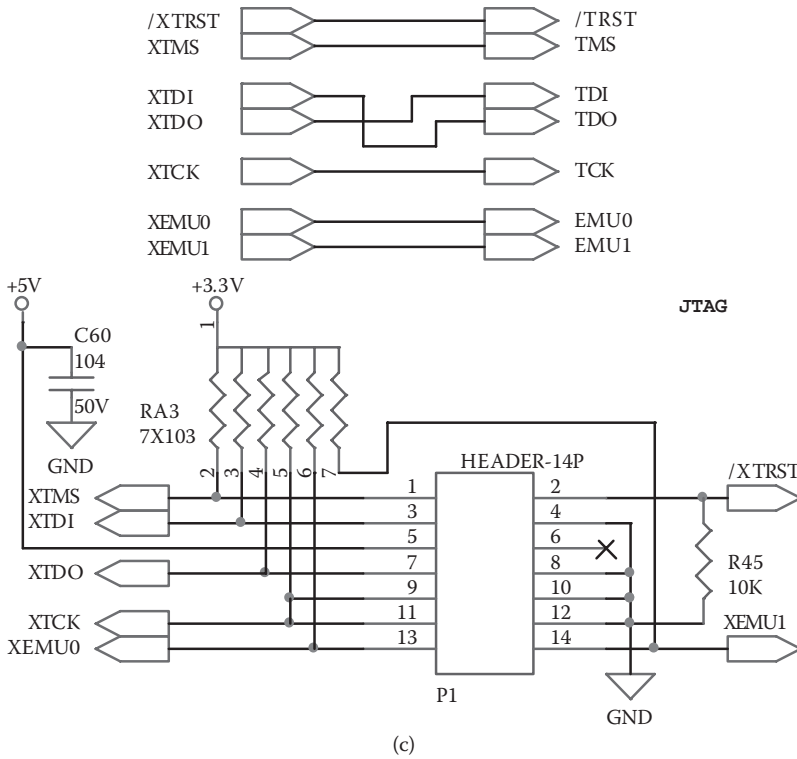 /XTRST /TRST
XTMS TMS
XTDI TDI
XTDO TDO
XTCK TCK
XEMU0 EMU0
XEMU1 EMU1
+5V +3.3V
JTAG
1
C60
104
50V
GND
RA3
7X103
2 3 4 5 6 7
HEADER-14P
XTMS 1 2 /XTRST
XTDI 3 4
5 6
XTDO 7 8
R45
10K
9 10
XTCK 11 12 XEMU1
XEMU0 13 14
P1
GND
(c)